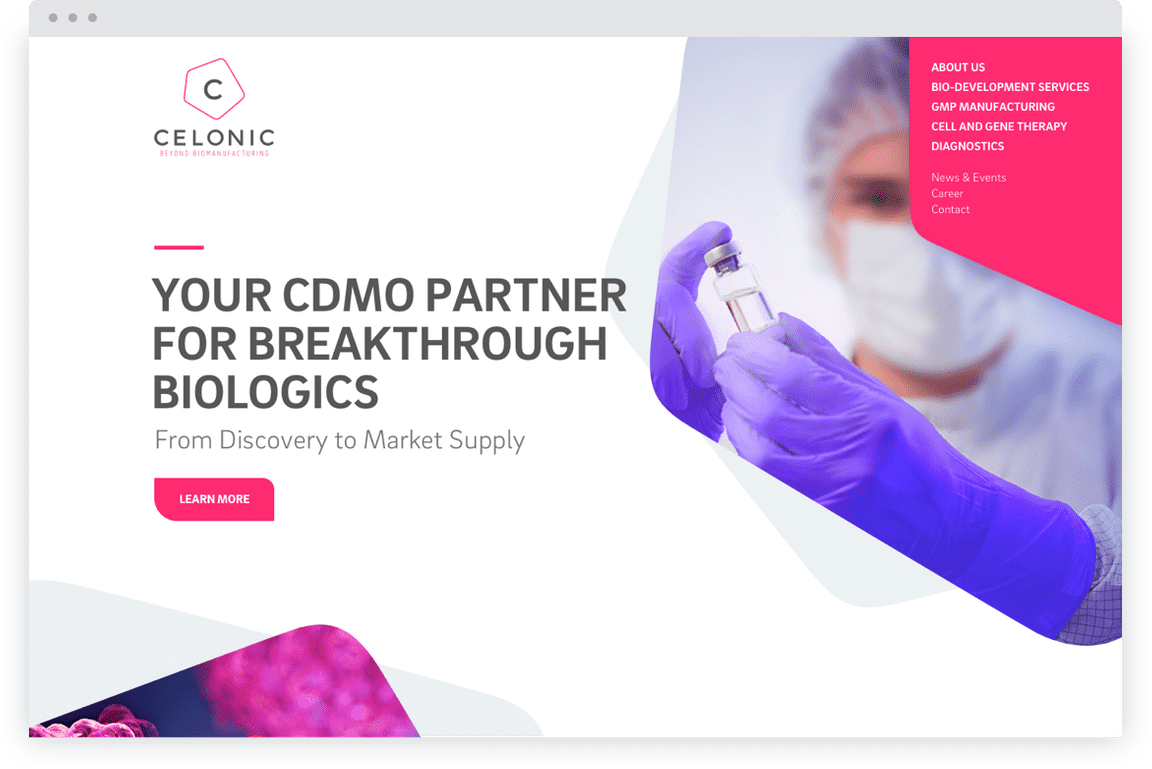 C
CELONIC
BEYOND BIOMANUFACTURING
ABOUT US
BIO-DEVELOPMENT SERVICES
GMP MANUFACTURING
CELL AND GENE THERAPY
DIAGNOSTICS
News & Events
Career
Contact
YOUR CDMO PARTNER
FOR BREAKTHROUGH
BIOLOGICS
From Discovery to Market Supply
LEARN MORE